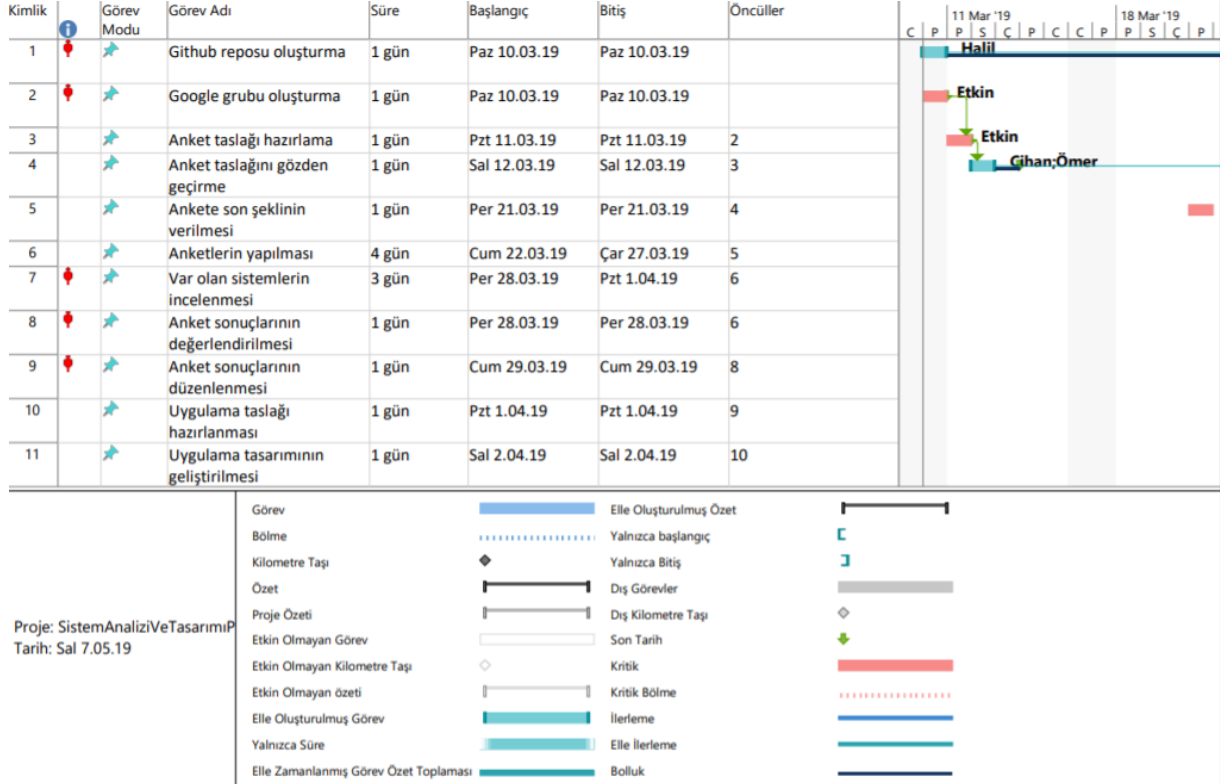 Kimlik Görev Modu Görev Adı Süre Başlangıç Bitiş Öncüller
11 Mar '19 18 Mar '19
C P P S Ç P C C P P S Ç P
1 Github reposu oluşturma 1 gün Paz 10.03.19 Paz 10.03.19 Halil
2 Google grubu oluşturma 1 gün Paz 10.03.19 Paz 10.03.19 Etkin
3 Anket taslağı hazırlama 1 gün Pzt 11.03.19 Pzt 11.03.19 2 Etkin
4 Anket taslağını gözden geçirme 1 gün Sal 12.03.19 Sal 12.03.19 3 Cihan;Ömer
5 Ankete son şeklinin verilmesi 1 gün Per 21.03.19 Per 21.03.19 4
6 Anketlerin yapılması 4 gün Cum 22.03.19 Çar 27.03.19 5
7 Var olan sistemlerin incelenmesi 3 gün Per 28.03.19 Pzt 1.04.19 6
8 Anket sonuçlarının değerlendirilmesi 1 gün Per 28.03.19 Per 28.03.19 6
9 Anket sonuçlarının düzenlenmesi 1 gün Cum 29.03.19 Cum 29.03.19 8
10 Uygulama taslağı hazırlanması 1 gün Pzt 1.04.19 Pzt 1.04.19 9
11 Uygulama tasarımının geliştirilmesi 1 gün Sal 2.04.19 Sal 2.04.19 10
Proje: SistemAnaliziVeTasarımıP
Tarih: Sal 7.05.19
Görev
Bölme
Kilometre Taşı
Özet
Proje Özeti
Etkin Olmayan Görev
Etkin Olmayan Kilometre Taşı
Etkin Olmayan özeti
Elle Oluşturulmuş Görev
Yalnızca Süre
Elle Zamanlanmış Görev Özet Toplaması
Elle Oluşturulmuş Özet
Yalnızca başlangıç
Yalnızca Bitiş
Dış Görevler
Dış Kilometre Taşı
Son Tarih
Kritik
Kritik Bölme
İlerleme
Elle İlerleme
Bolluk